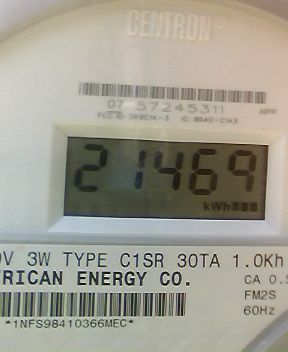 CENTRON®
07 57245311
21469
kWh
V 3W TYPE C1SR 30TA 1.0Kh
RICAN ENERGY CO.
CA 0.5
FM2S
60Hz
*1NFS98410366MEC*